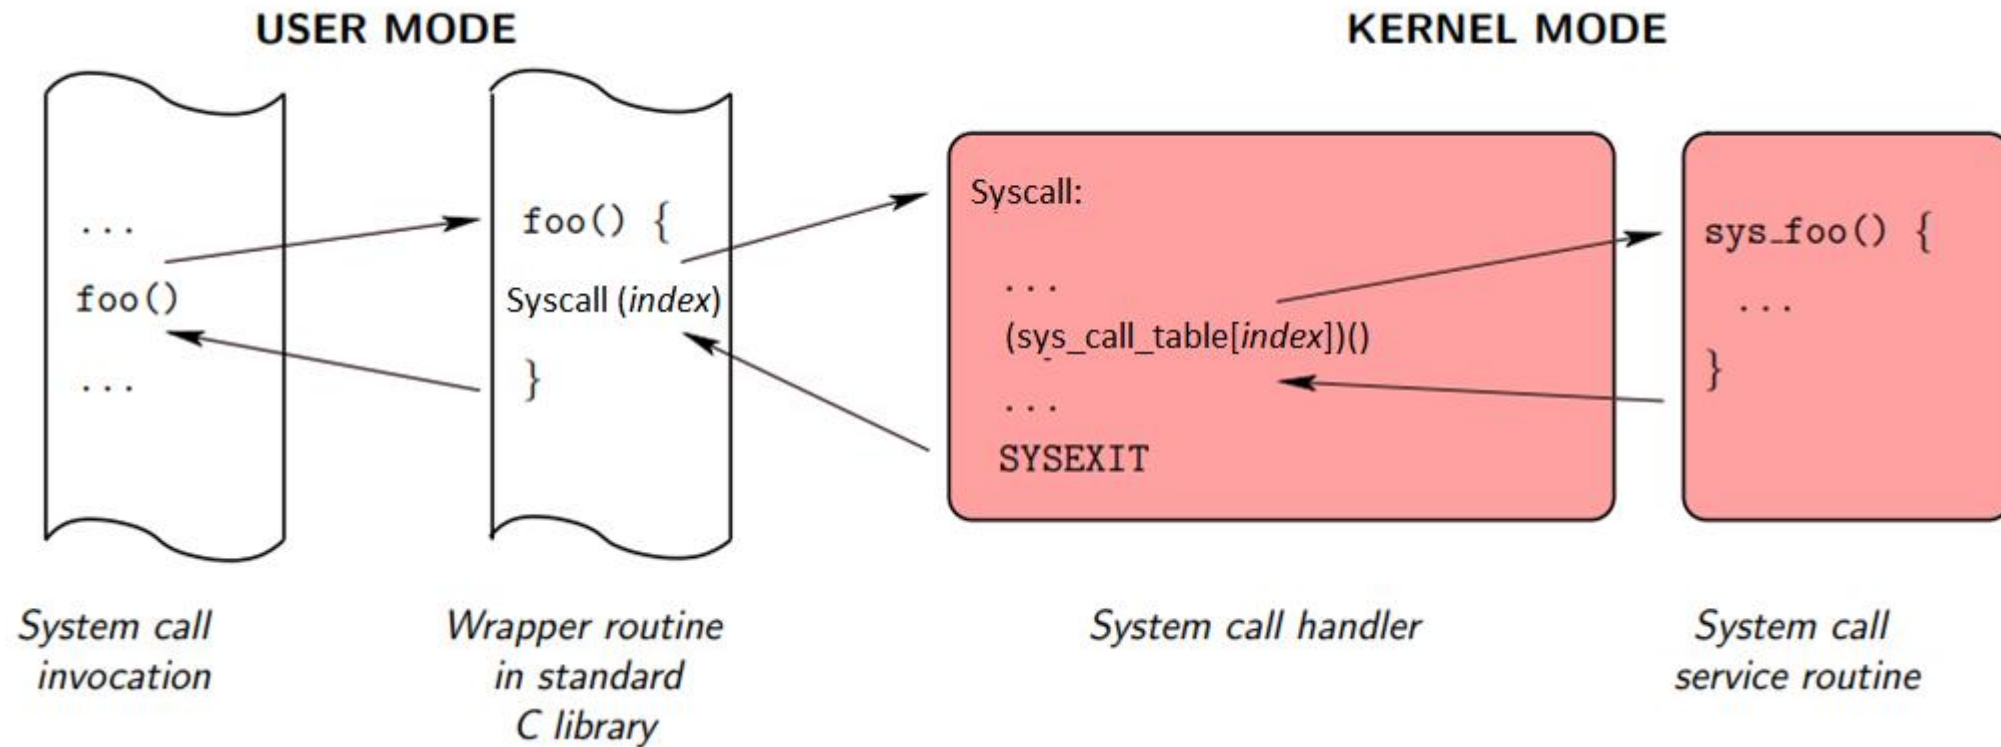 USER MODE
KERNEL MODE
...
foo()
...
foo() {
Syscall (index)
}
Syscall:
...
(sys_call_table[index])()
...
SYSEXIT
sys_foo() {
...
}
System call
invocation
Wrapper routine
in standard
C library
System call handler
System call
service routine